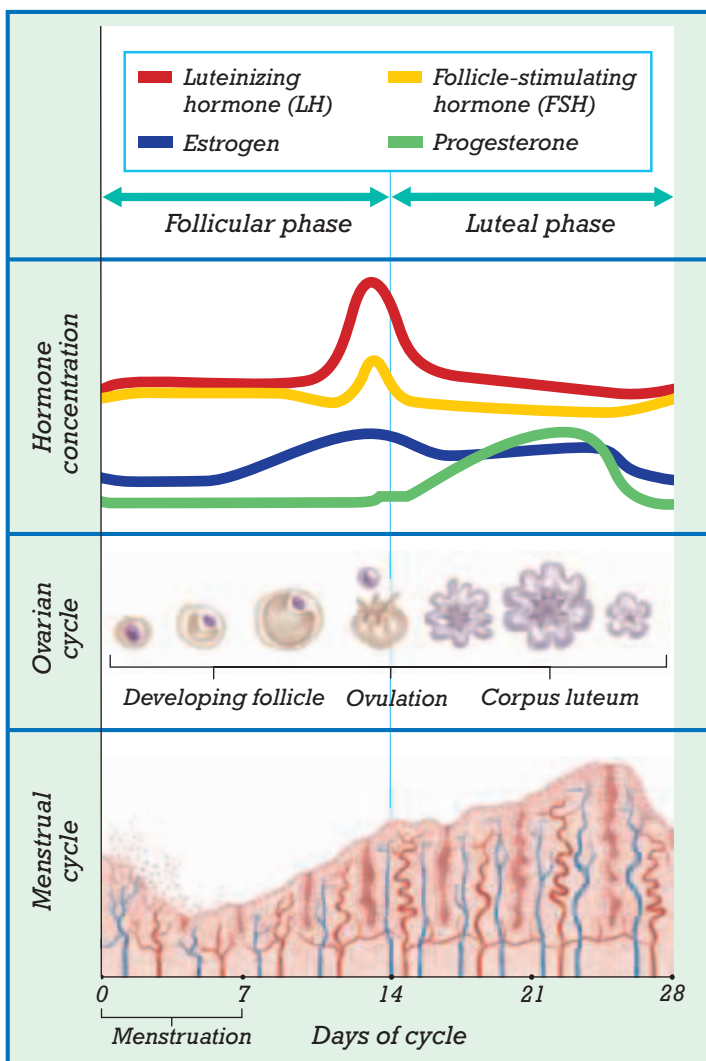 Luteinizing
hormone (LH)
Follicle-stimulating
hormone (FSH)
Estrogen
Progesterone
Follicular phase
Luteal phase
Hormone
concentration
Ovarian
cycle
Developing follicle
Ovulation
Corpus luteum
Menstrual
cycle
0
7
14
21
28
Menstruation
Days of cycle